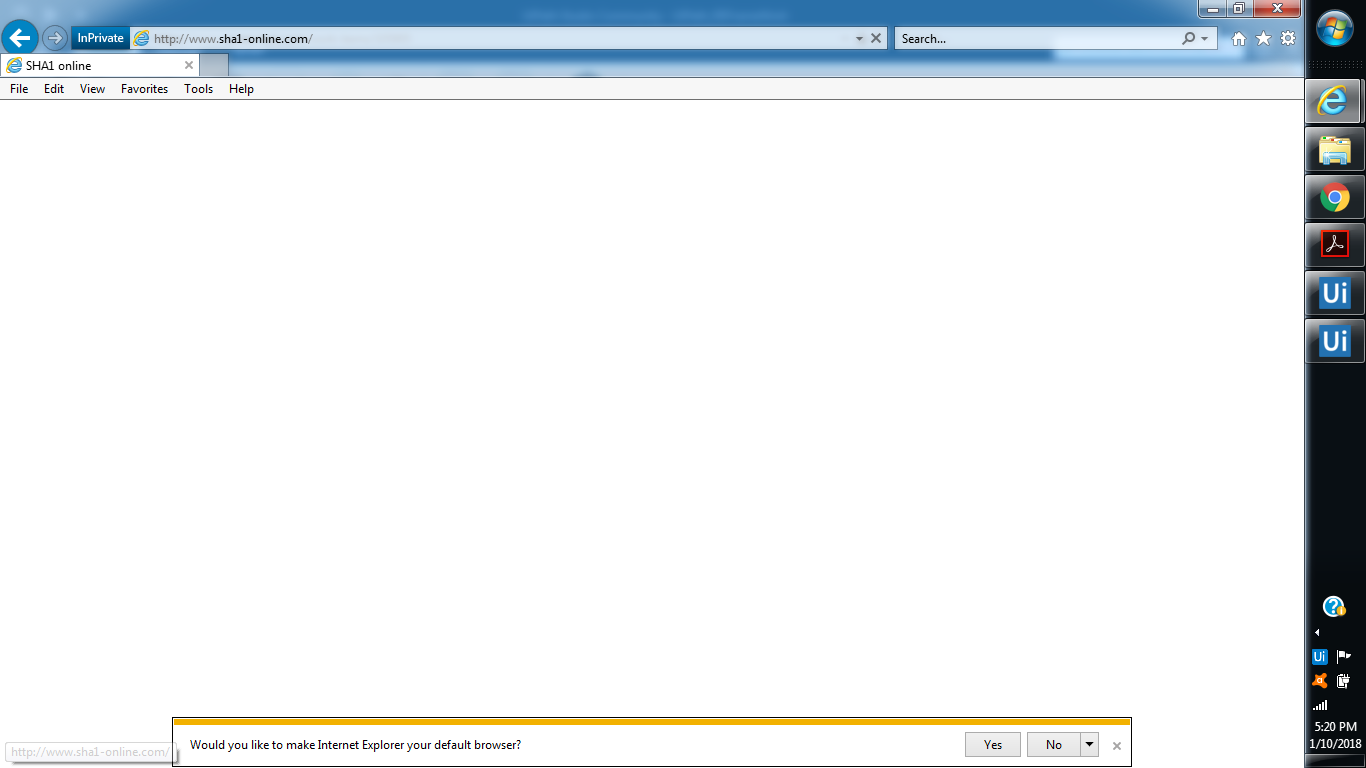 InPrivate http://www.sha1-online.com/ Search...
SHA1 online
File Edit View Favorites Tools Help
Ui
Ui
Ui
Would you like to make Internet Explorer your default browser? Yes No
http://www.sha1-online.com/
5:20 PM
1/10/2018